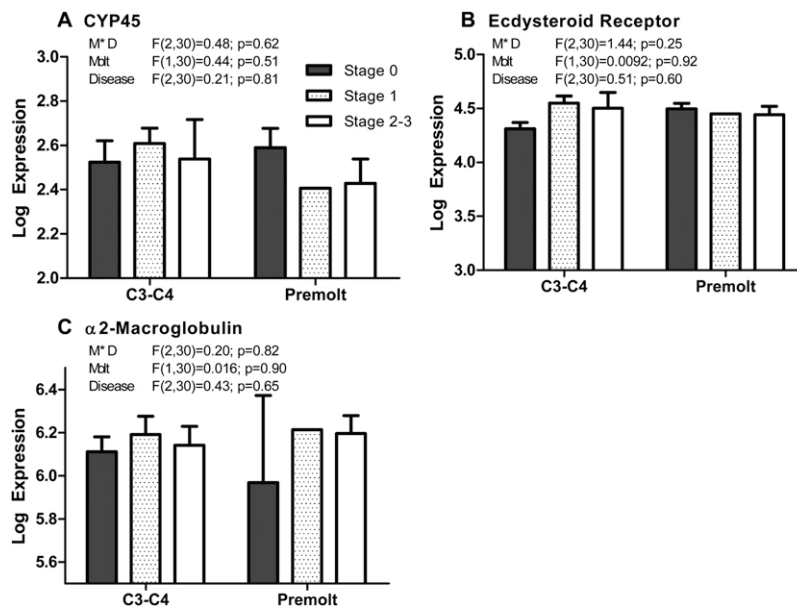 A CYP45
M* D F(2,30)=0.48; p=0.62
Molt F(1,30)=0.44; p=0.51
Disease F(2,30)=0.21; p=0.81
Stage 0
Stage 1
Stage 2-3
Log Expression
3.0
2.8
2.6
2.4
2.2
2.0
C3-C4 Premolt
B Ecdysteroid Receptor
M* D F(2,30)=1.44; p=0.25
Molt F(1,30)=0.0092; p=0.92
Disease F(2,30)=0.51; p=0.60
Log Expression
5.0
4.5
4.0
4.5
3.0
C3-C4 Premolt
C α2-Macroglobulin
M* D F(2,30)=0.20; p=0.82
Molt F(1,30)=0.016; p=0.90
Disease F(2,30)=0.43; p=0.65
Log Expression
6.4
6.2
6.0
5.8
5.6
C3-C4 Premolt